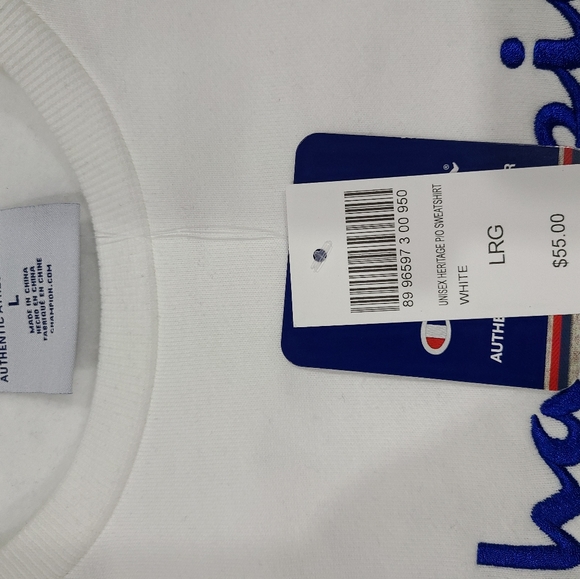 AUTHENTIC
L
MADE IN CHINA
HECHO EN CHINA
FABRIQUÉ EN CHINE
CHAMPION.COM
89 96597 3 00 950
UNISEX HERITAGE P/O SWEATSHIRT
WHITE
LRG
$55.00
AUTHE
R